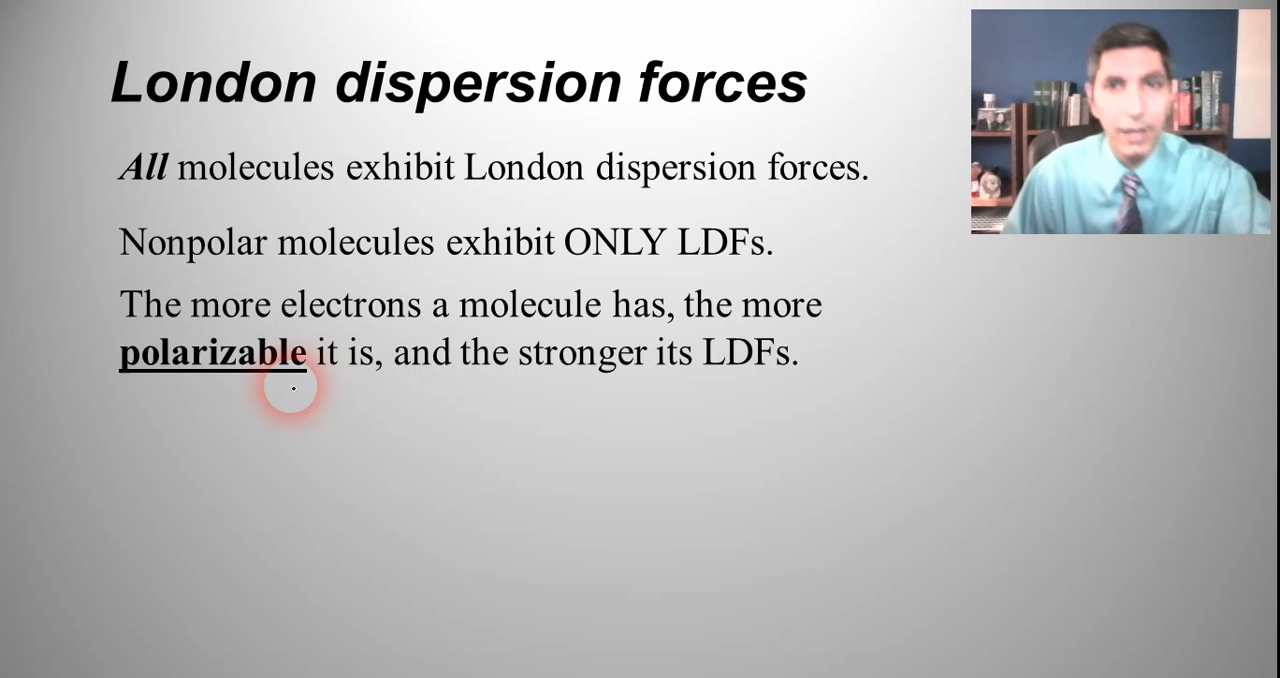 London dispersion forces
All molecules exhibit London dispersion forces.
Nonpolar molecules exhibit ONLY LDFs.
The more electrons a molecule has, the more
polarizable it is, and the stronger its LDFs.